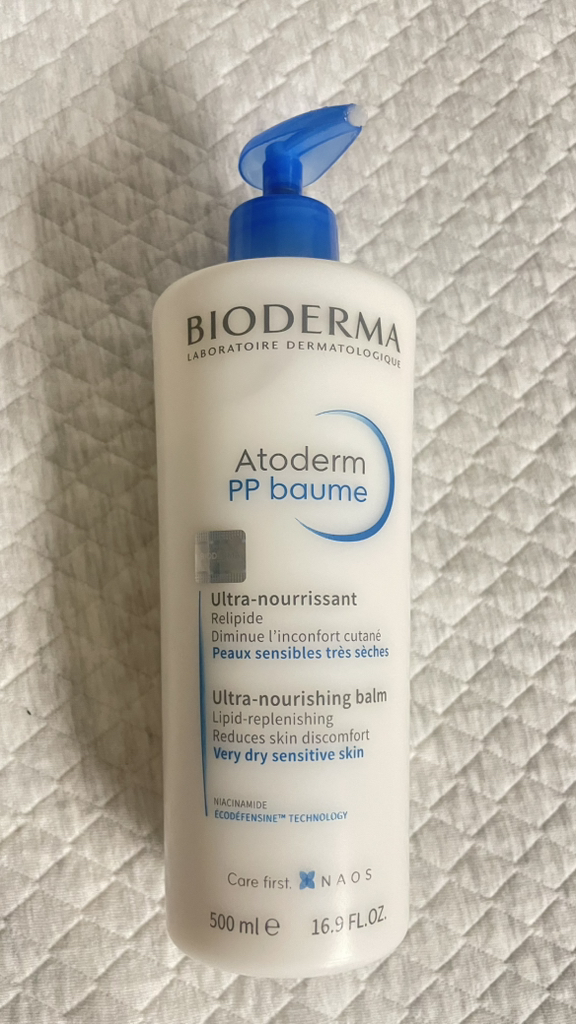 BIODERMA
LABORATOIRE DERMATOLOGIQUE
Atoderm
PP baume
Ultra-nourrissant
Relipide
Diminue l'inconfort cutané
Peaux sensibles très sèches
Ultra-nourishing balm
Lipid-replenishing
Reduces skin discomfort
Very dry sensitive skin
NIACINAMIDE
ÉCODÉFENSINE™ TECHNOLOGY
Care first. NAOS
500 ml ℮ 16.9 FL.OZ.